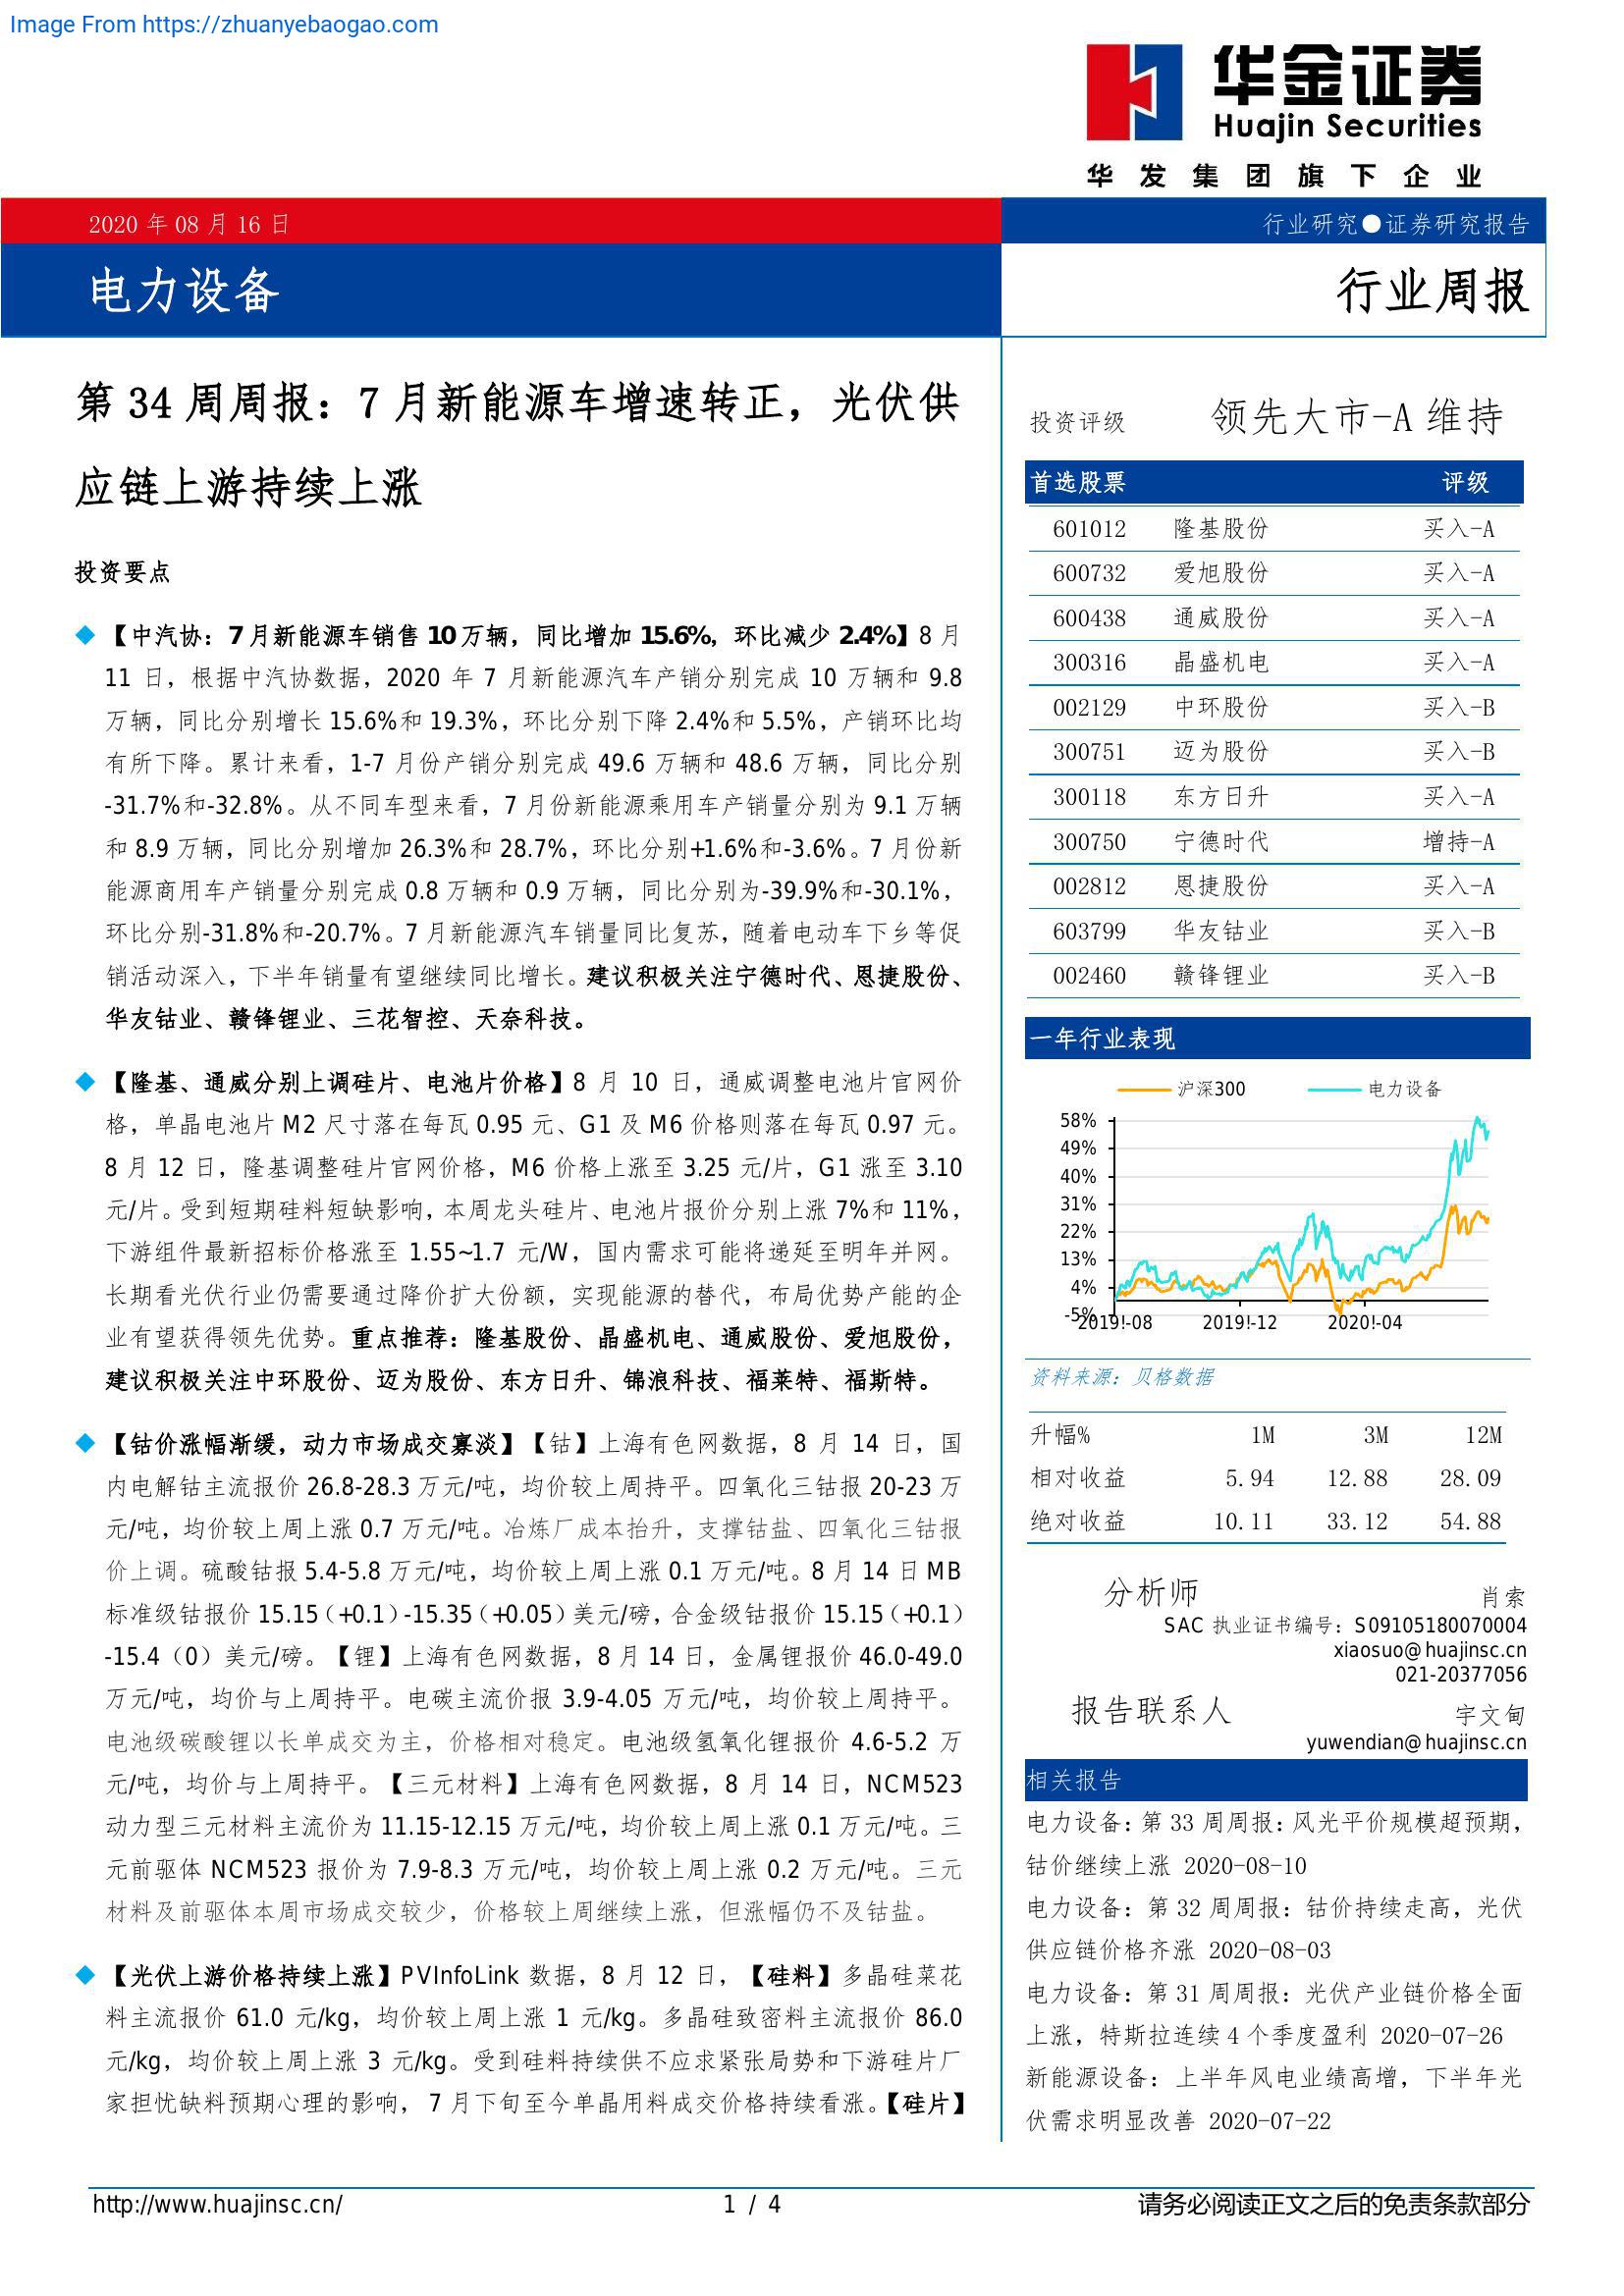 Image From https://zhuanyebaogao.com
华金证券
Huajin Securities
华发集团旗下企业
2020 年 08 月 16 日
行业研究●证券研究报告
电力设备
行业周报
第 34 周周报：7 月新能源车增速转正，光伏供
应链上游持续上涨
投资要点
◆ 【中汽协：7 月新能源车销售 10 万辆，同比增加 15.6%，环比减少 2.4%】8 月
11 日，根据中汽协数据，2020 年 7 月新能源汽车产销分别完成 10 万辆和 9.8
万辆，同比分别增长 15.6%和 19.3%，环比分别下降 2.4%和 5.5%，产销环比均
有所下降。累计来看，1-7 月份产销分别完成 49.6 万辆和 48.6 万辆，同比分别
-31.7%和-32.8%。从不同车型来看，7 月份新能源乘用车产销量分别为 9.1 万辆
和 8.9 万辆，同比分别增加 26.3%和 28.7%，环比分别+1.6%和-3.6%。7 月份新
能源商用车产销量分别完成 0.8 万辆和 0.9 万辆，同比分别为-39.9%和-30.1%，
环比分别-31.8%和-20.7%。7 月新能源汽车销量同比复苏，随着电动车下乡等促
销活动深入，下半年销量有望继续同比增长。建议积极关注宁德时代、恩捷股份、
华友钴业、赣锋锂业、三花智控、天奈科技。
◆ 【隆基、通威分别上调硅片、电池片价格】8 月 10 日，通威调整电池片官网价
格，单晶电池片 M2 尺寸落在每瓦 0.95 元、G1 及 M6 价格则落在每瓦 0.97 元。
8 月 12 日，隆基调整硅片官网价格，M6 价格上涨至 3.25 元/片，G1 涨至 3.10
元/片。受到短期硅料短缺影响，本周龙头硅片、电池片报价分别上涨 7%和 11%，
下游组件最新招标价格涨至 1.55~1.7 元/W，国内需求可能将递延至明年并网。
长期看光伏行业仍需要通过降价扩大份额，实现能源的替代，布局优势产能的企
业有望获得领先优势。重点推荐：隆基股份、晶盛机电、通威股份、爱旭股份，
建议积极关注中环股份、迈为股份、东方日升、锦浪科技、福莱特、福斯特。
◆ 【钴价涨幅渐缓，动力市场成交寡淡】【钴】上海有色网数据，8 月 14 日，国
内电解钴主流报价 26.8-28.3 万元/吨，均价较上周持平。四氧化三钴报 20-23 万
元/吨，均价较上周上涨 0.7 万元/吨。冶炼厂成本抬升，支撑钴盐、四氧化三钴报
价上调。硫酸钴报 5.4-5.8 万元/吨，均价较上周上涨 0.1 万元/吨。8 月 14 日 MB
标准级钴报价 15.15（+0.1）-15.35（+0.05）美元/磅，合金级钴报价 15.15（+0.1）
-15.4（0）美元/磅。【锂】上海有色网数据，8 月 14 日，金属锂报价 46.0-49.0
万元/吨，均价与上周持平。电碳主流价报 3.9-4.05 万元/吨，均价较上周持平。
电池级碳酸锂以长单成交为主，价格相对稳定。电池级氢氧化锂报价 4.6-5.2 万
元/吨，均价与上周持平。【三元材料】上海有色网数据，8 月 14 日，NCM523
动力型三元材料主流价为 11.15-12.15 万元/吨，均价较上周上涨 0.1 万元/吨。三
元前驱体 NCM523 报价为 7.9-8.3 万元/吨，均价较上周上涨 0.2 万元/吨。三元
材料及前驱体本周市场成交较少，价格较上周继续上涨，但涨幅仍不及钴盐。
◆ 【光伏上游价格持续上涨】PVInfoLink 数据，8 月 12 日，【硅料】多晶硅菜花
料主流报价 61.0 元/kg，均价较上周上涨 1 元/kg。多晶硅致密料主流报价 86.0
元/kg，均价较上周上涨 3 元/kg。受到硅料持续供不应求紧张局势和下游硅片厂
家担忧缺料预期心理的影响，7 月下旬至今单晶用料成交价格持续看涨。【硅片】
投资评级 领先大市-A 维持
首选股票 评级
601012 隆基股份 买入-A
600732 爱旭股份 买入-A
600438 通威股份 买入-A
300316 晶盛机电 买入-A
002129 中环股份 买入-B
300751 迈为股份 买入-B
300118 东方日升 买入-A
300750 宁德时代 增持-A
002812 恩捷股份 买入-A
603799 华友钴业 买入-B
002460 赣锋锂业 买入-B
一年行业表现
沪深300 电力设备
58%
49%
40%
31%
22%
13%
4%
-5%
2019!-08 2019!-12 2020!-04
资料来源：贝格数据
升幅% 1M 3M 12M
相对收益 5.94 12.88 28.09
绝对收益 10.11 33.12 54.88
分析师 肖索
SAC 执业证书编号：S09105180070004
xiaosuo@huajinsc.cn
021-20377056
报告联系人 宇文甸
yuwendian@huajinsc.cn
相关报告
电力设备：第 33 周周报：风光平价规模超预期，
钴价继续上涨 2020-08-10
电力设备：第 32 周周报：钴价持续走高，光伏
供应链价格齐涨 2020-08-03
电力设备：第 31 周周报：光伏产业链价格全面
上涨，特斯拉连续 4 个季度盈利 2020-07-26
新能源设备：上半年风电业绩高增，下半年光
伏需求明显改善 2020-07-22
http://www.huajinsc.cn/ 1 / 4 请务必阅读正文之后的免责条款部分